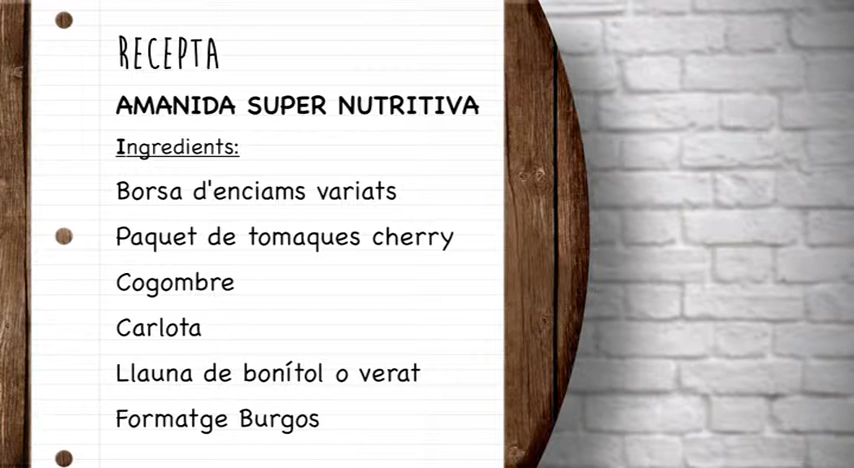 RECEPTA
AMANIDA SUPER NUTRITIVA
Ingredients:
Borsa d'enciams variats
Paquet de tomaques cherry
Cogombre
Carlota
Llauna de bonítol o verat
Formatge Burgos